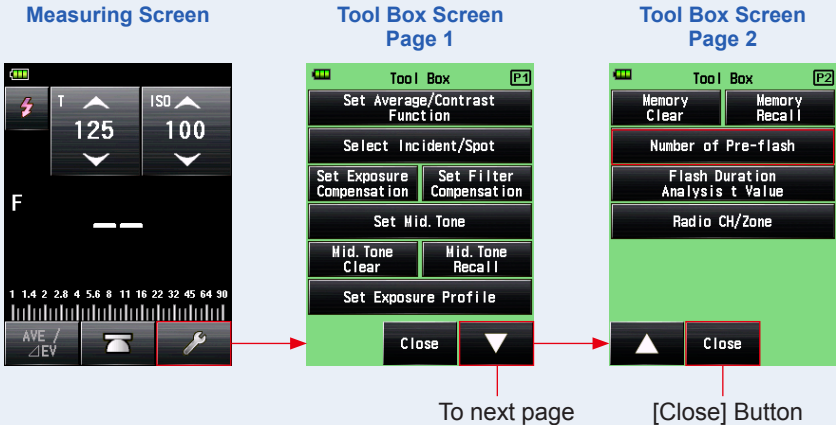 Measuring Screen
T
ISO
125
100
F
--
1 1.4 2 2.8 4 5.6 8 11 16 22 32 45 64 90
AVE /
⊿EV
Tool Box Screen
Page 1
Tool Box P1
Set Average/Contrast
Function
Select Incident/Spot
Set Exposure
Compensation
Set Filter
Compensation
Set Mid. Tone
Mid. Tone
Clear
Mid. Tone
Recall
Set Exposure Profile
Close
To next page
Tool Box Screen
Page 2
Tool Box P2
Memory
Clear
Memory
Recall
Number of Pre-flash
Flash Duration
Analysis t Value
Radio CH/Zone
Close
[Close] Button